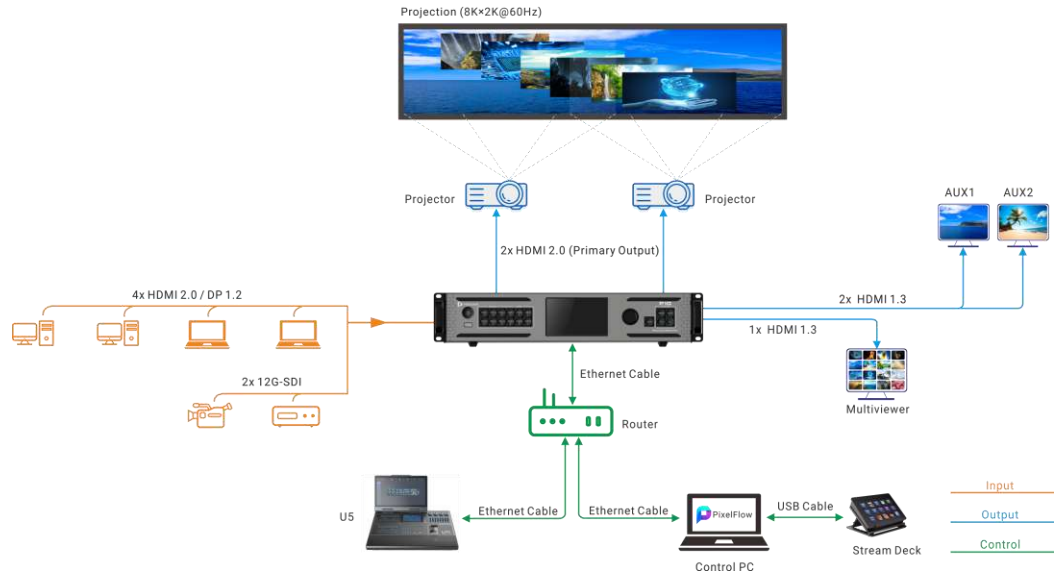 Projection (8K×2K@60Hz)
Projector
Projector
AUX1
AUX2
2x HDMI 2.0 (Primary Output)
4x HDMI 2.0 / DP 1.2
2x HDMI 1.3
1x HDMI 1.3
Ethernet Cable
2x 12G-SDI
Multiviewer
Router
U5
Ethernet Cable
Ethernet Cable
PixelFlow
USB Cable
Control PC
Stream Deck
Input
Output
Control